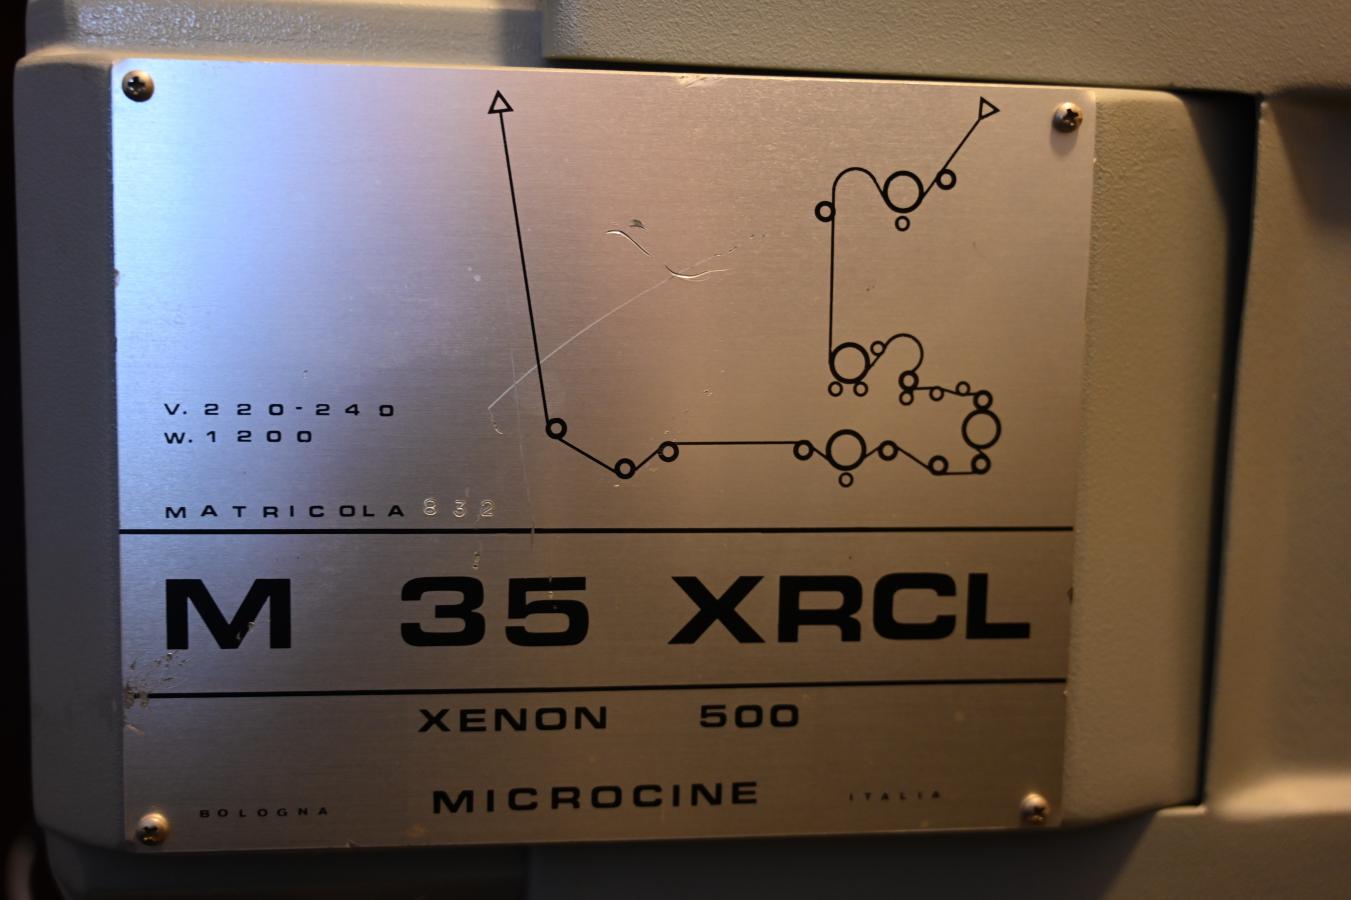 V. 220-240
W. 1200
MATRICOLA 832
M 35 XRCL
XENON 500
BOLOGNA MICROCINE ITALIA